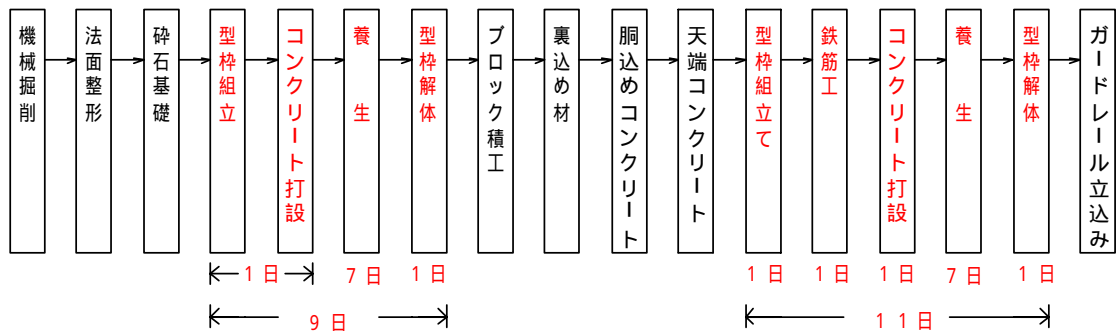 機械掘削
法面整形
砕石基礎
型枠組立
コンクリート打設
養生
型枠解体
ブロック積工
裏込め材
胴込めコンクリート
天端コンクリート
型枠組立て
鉄筋工
コンクリート打設
養生
型枠解体
ガードレール立込み
1日
7日
1日
1日
1日
1日
7日
1日
9日
11日